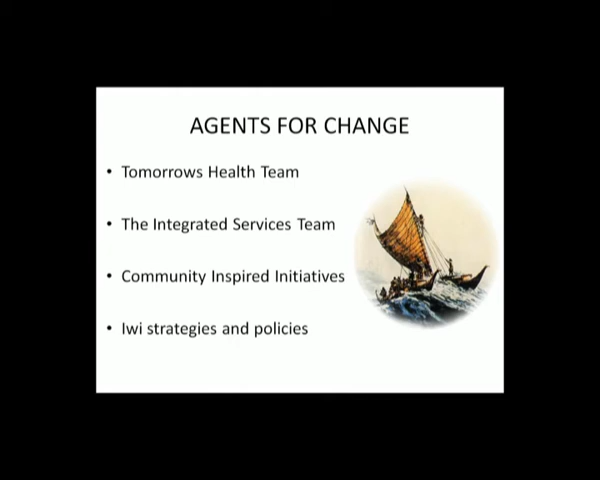 AGENTS FOR CHANGE
• Tomorrows Health Team
• The Integrated Services Team
• Community Inspired Initiatives
• Iwi strategies and policies